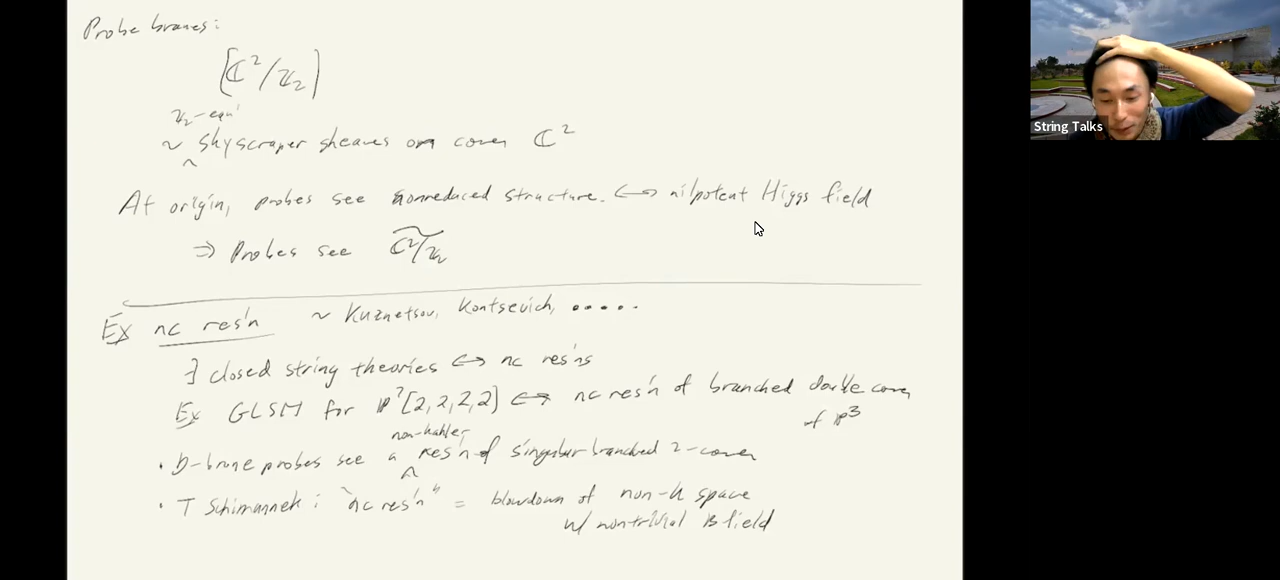 Probe branes:
[ℂ²/ℤ₂]
ℤ₂-equi'
~ skyscraper sheaves on cover ℂ²
At origin, probes see nonreduced structure. ↔ nilpotent Higgs field
⇒ Probes see \widetilde{ℂ²/ℤ₂}
Ex nc res'n ~ Kuznetsov, Kontsevich, .....
∃ closed string theories ↔ nc res'ns
Ex GLSM for ℙ⁷[2,2,2,2] ↔ nc res'n of branched double cover
of ℙ³
non-kahler
· D-brane probes see a res'n of singular branched 2-cover
· T Schimannek: "nc res'n" = blowdown of non-K space
w/ nontrivial B field
String Talks